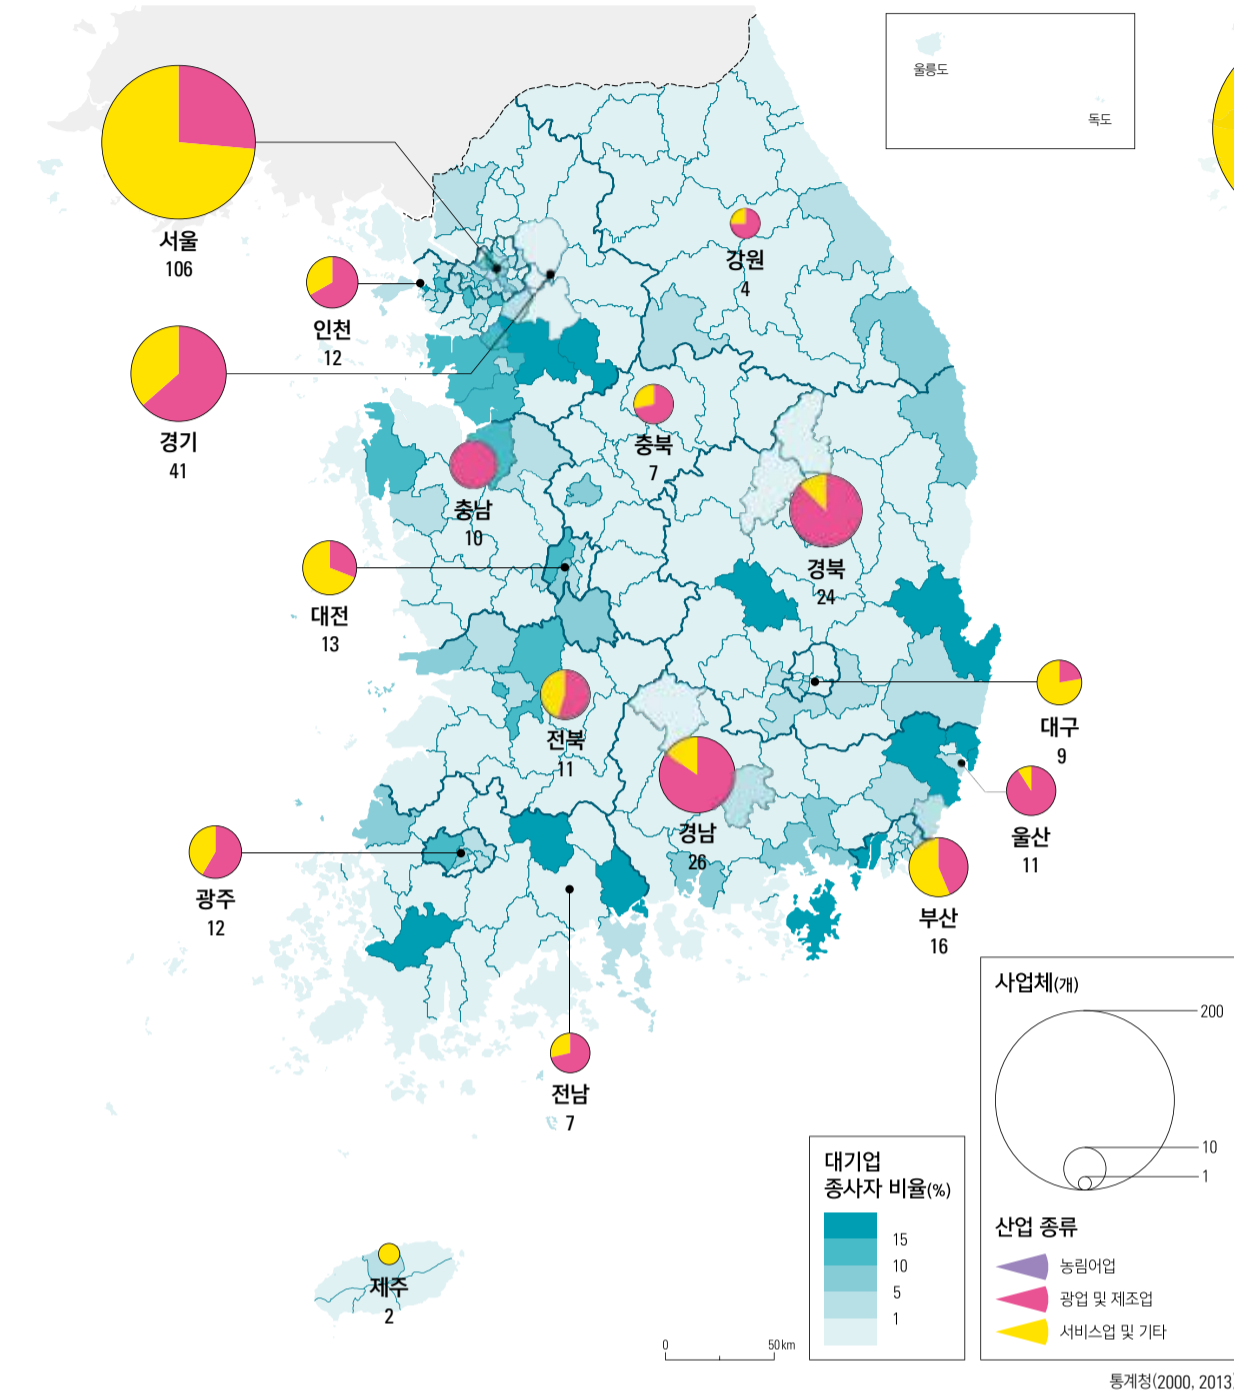 울릉도
독도
서울
106
강원
4
인천
12
경기
41
충북
7
충남
10
경북
24
대전
13
대구
9
전북
11
경남
26
울산
11
광주
12
부산
16
전남
7
제주
2
사업체(개)
200
10
1
산업 종류
농림어업
광업 및 제조업
서비스업 및 기타
대기업
종사자 비율(%)
15
10
5
1
0 50km
통계청(2000, 2013)